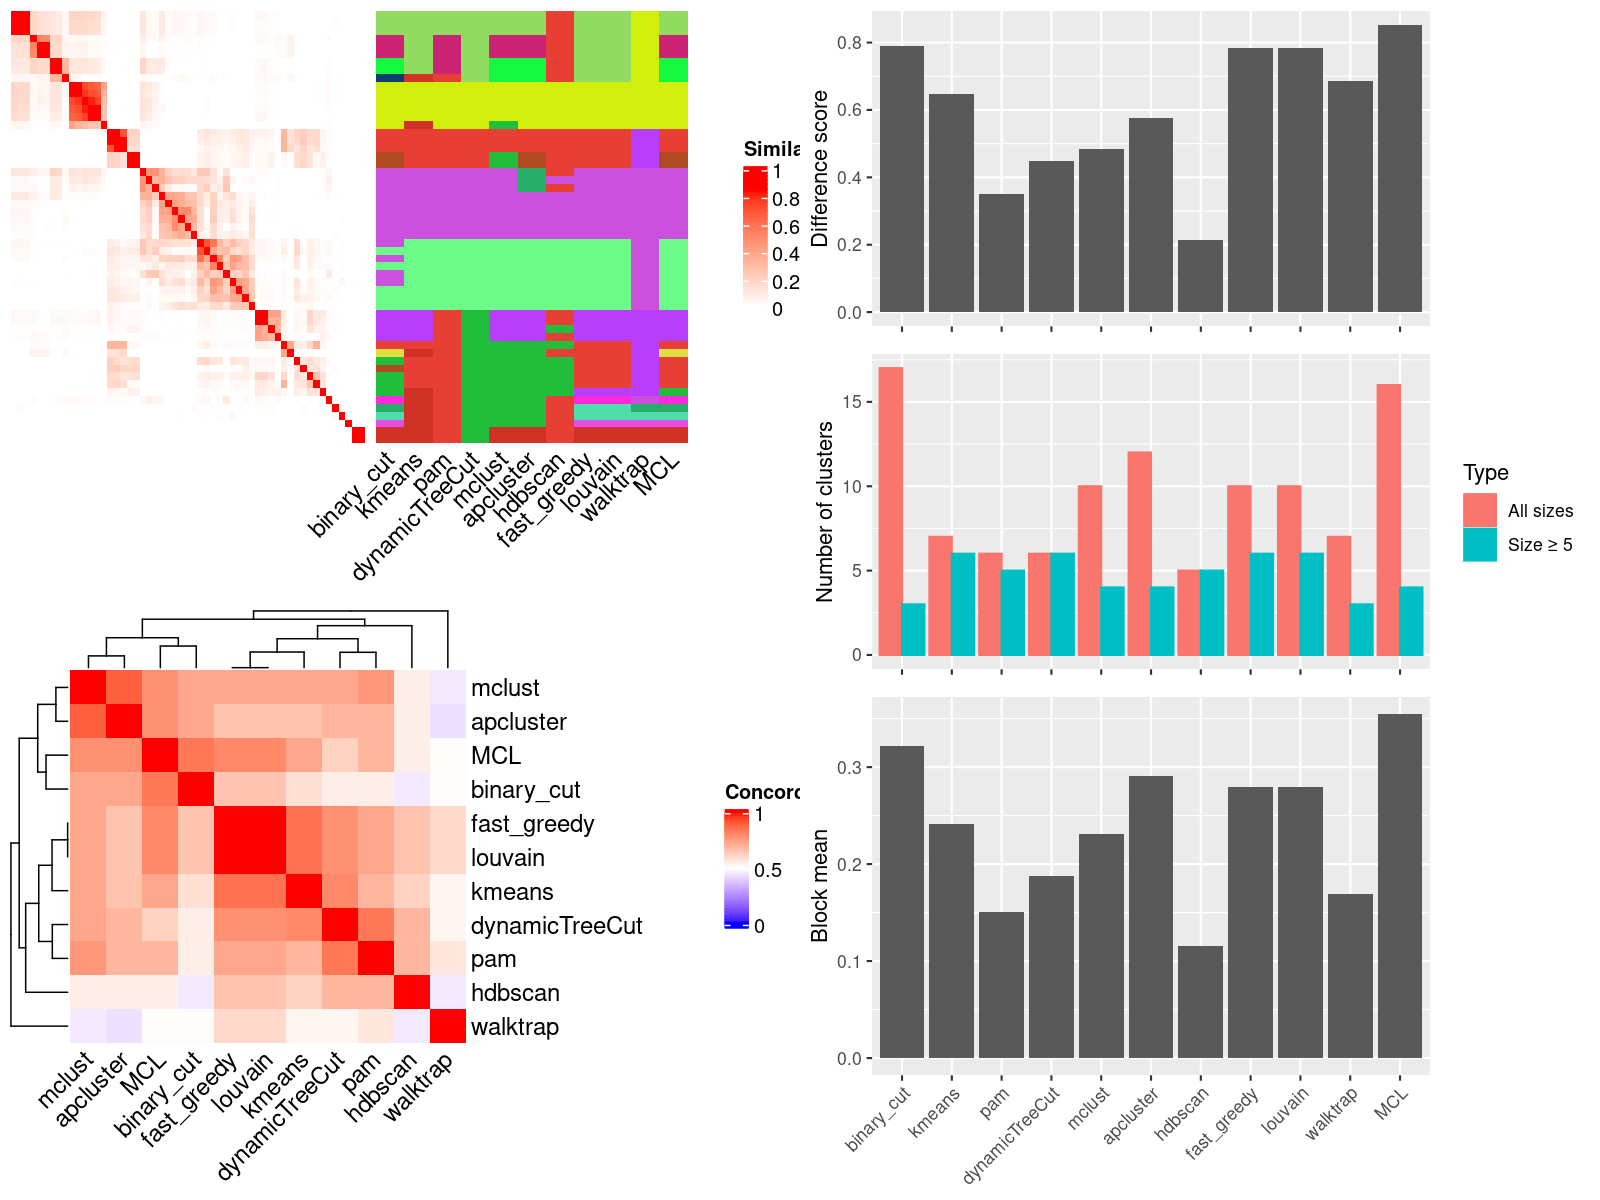 Simila
1
0.8
0.6
0.4
0.2
0
binary_cut
kmeans
pam
dynamicTreeCut
mclust
apcluster
hdbscan
fast_greedy
louvain
walktrap
MCL
mclust
apcluster
MCL
binary_cut
fast_greedy
louvain
kmeans
dynamicTreeCut
pam
hdbscan
walktrap
mclust
apcluster
MCL
binary_cut
fast_greedy
louvain
kmeans
dynamicTreeCut
pam
hdbscan
walktrap
Concord
1
0.5
0
Difference score
0.8
0.6
0.4
0.2
0.0
Number of clusters
15
10
5
0
Type
All sizes
Size ≥ 5
Block mean
0.3
0.2
0.1
0.0
binary_cut
kmeans
pam
dynamicTreeCut
mclust
apcluster
hdbscan
fast_greedy
louvain
walktrap
MCL